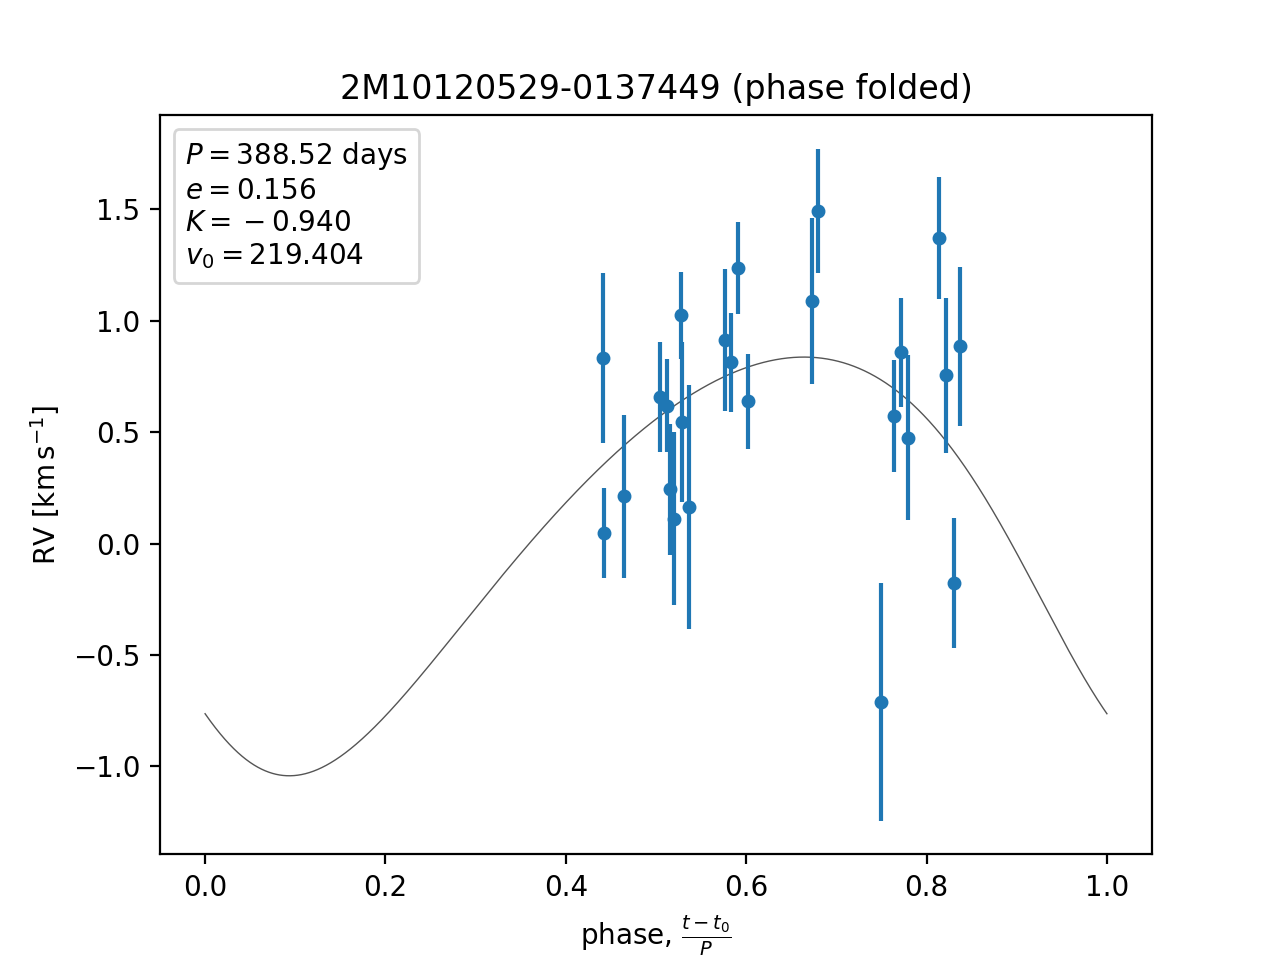 2M10120529-0137449 (phase folded)
P = 388.52 days
e = 0.156
K = −0.940
v₀ = 219.404
1.5
1.0
0.5
0.0
−0.5
−1.0
RV [km s⁻¹]
0.0 0.2 0.4 0.6 0.8 1.0
phase, (t − t₀)/P